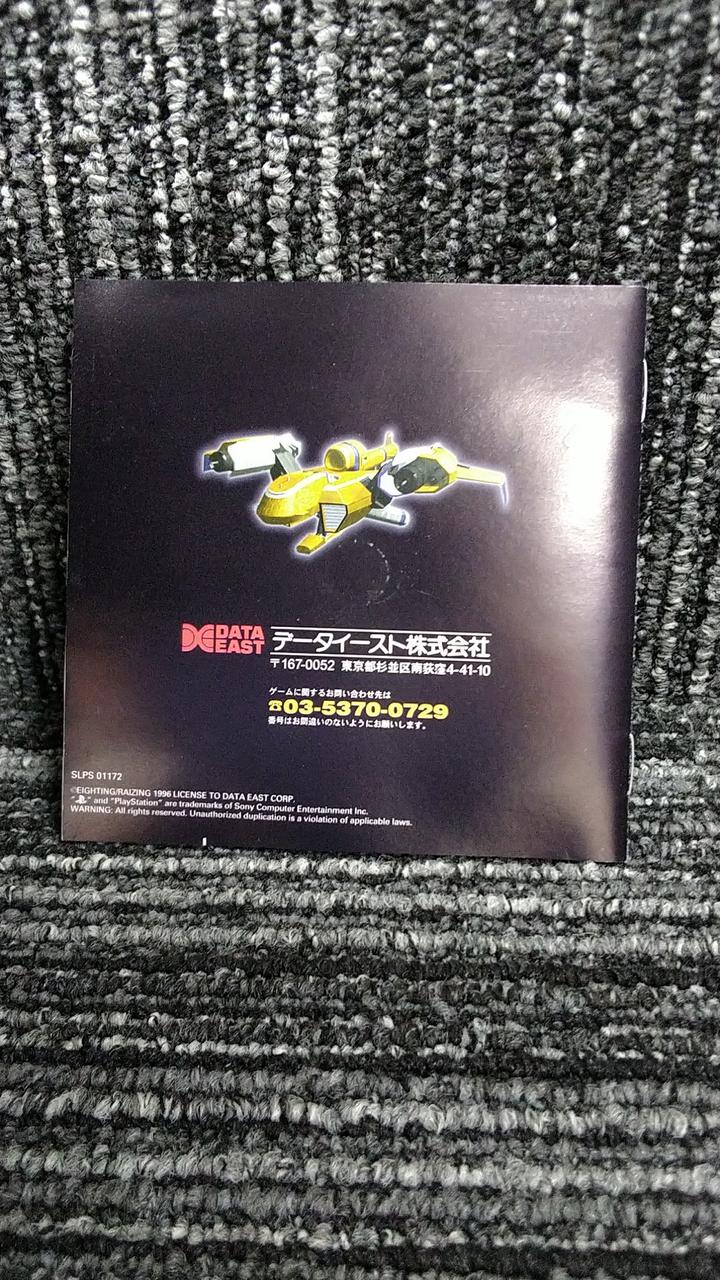 DATA EAST データイースト株式会社
〒167-0052 東京都杉並区南荻窪4-41-10
ゲームに関するお問い合わせ先は
☎03-5370-0729
番号はお間違いのないようにお願いします。
SLPS 01172
©EIGHTING/RAIZING 1996 LICENSE TO DATA EAST CORP.
"PS" and "PlayStation" are trademarks of Sony Computer Entertainment Inc.
WARNING: All rights reserved. Unauthorized duplication is a violation of applicable laws.